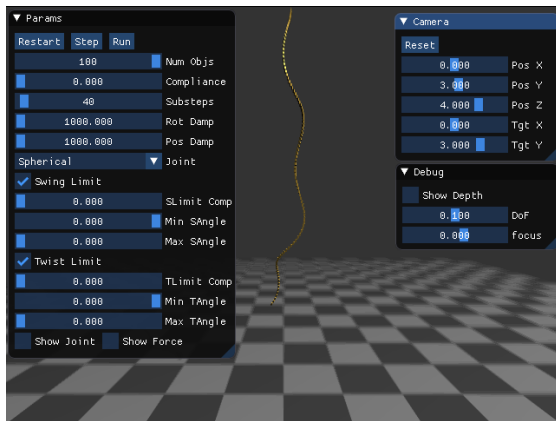 Params
Restart Step Run
100 Num Objs
0.000 Compliance
40 Substeps
1000.000 Rot Damp
1000.000 Pos Damp
Spherical Joint
Swing Limit
0.000 SLimit Comp
0.000 Min SAngle
0.000 Max SAngle
Twist Limit
0.000 TLimit Comp
0.000 Min TAngle
0.000 Max TAngle
Show Joint Show Force
Camera
Reset
0.000 Pos X
3.000 Pos Y
4.000 Pos Z
0.000 Tgt X
3.000 Tgt Y
Debug
Show Depth
0.100 DoF
0.000 focus